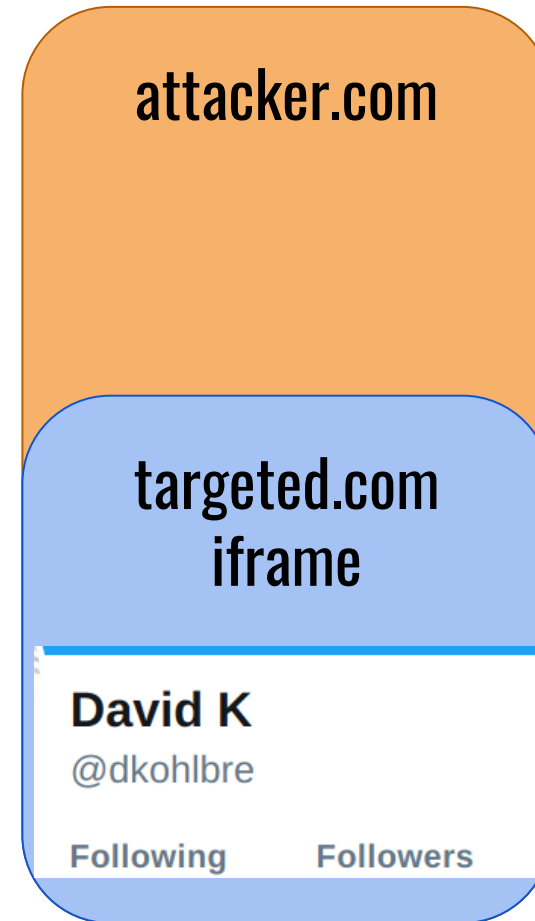 attacker.com
targeted.com
iframe
David K
@dkohlbre
Following Followers